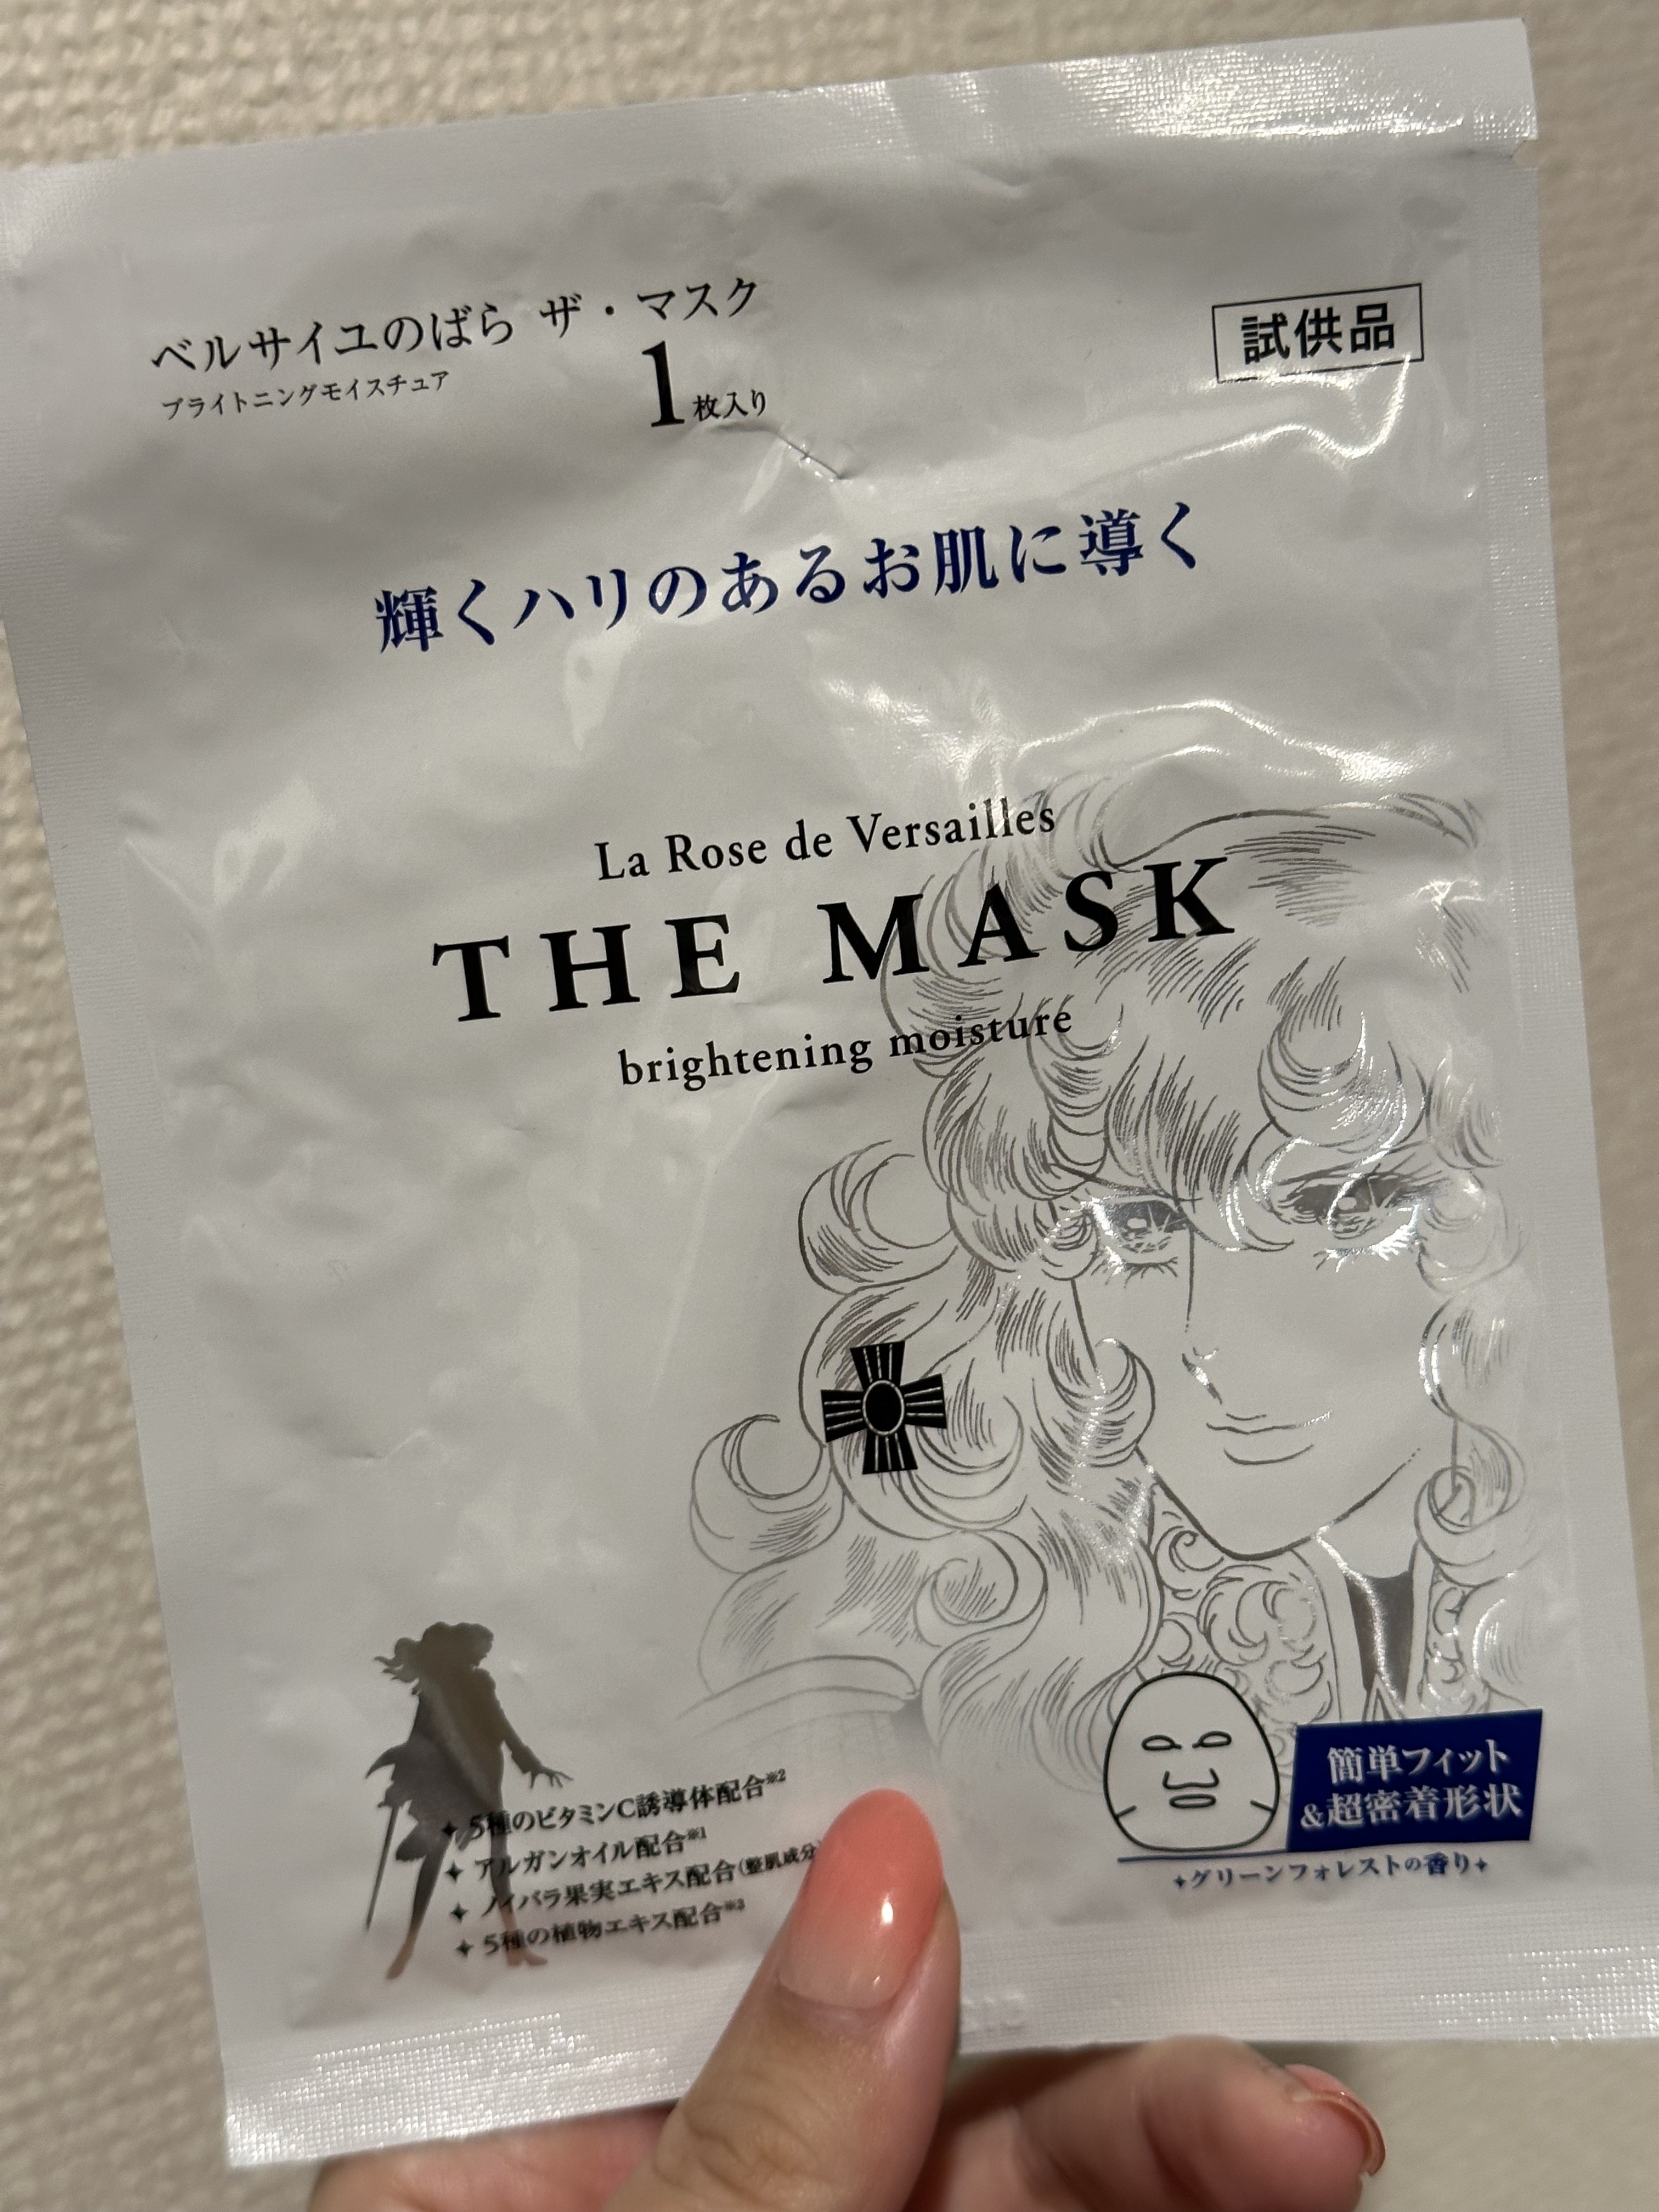 ベルサイユのばら ザ・マスク
ブライトニングモイスチュア
1枚入り
試供品
輝くハリのあるお肌に導く
La Rose de Versailles
THE MASK
brightening moisture
簡単フィット
&超密着形状
✦グリーンフォレストの香り✦
✦ 5種のビタミンC誘導体配合※2
✦ アルガンオイル配合※1
✦ ノイバラ果実エキス配合(整肌成分)
✦ 5種の植物エキス配合※3